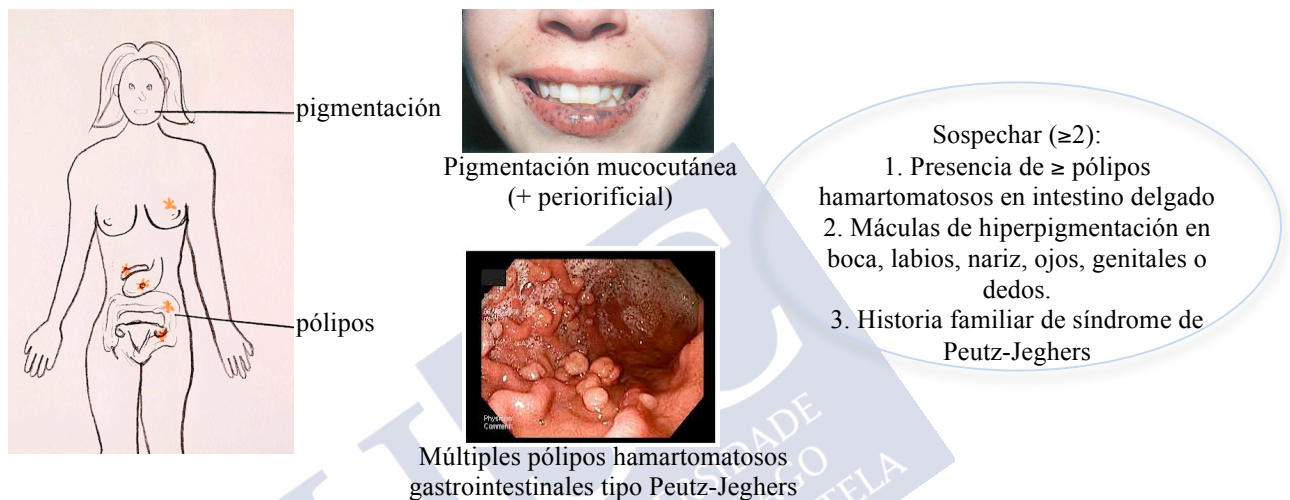 pigmentación
pólipos
Pigmentación mucocutánea
(+ periorificial)
Physician
Comment
Múltiples pólipos hamartomatosos
gastrointestinales tipo Peutz-Jeghers
Sospechar (≥2):
1. Presencia de ≥ pólipos
hamartomatosos en intestino delgado
2. Máculas de hiperpigmentación en
boca, labios, nariz, ojos, genitales o
dedos.
3. Historia familiar de síndrome de
Peutz-Jeghers